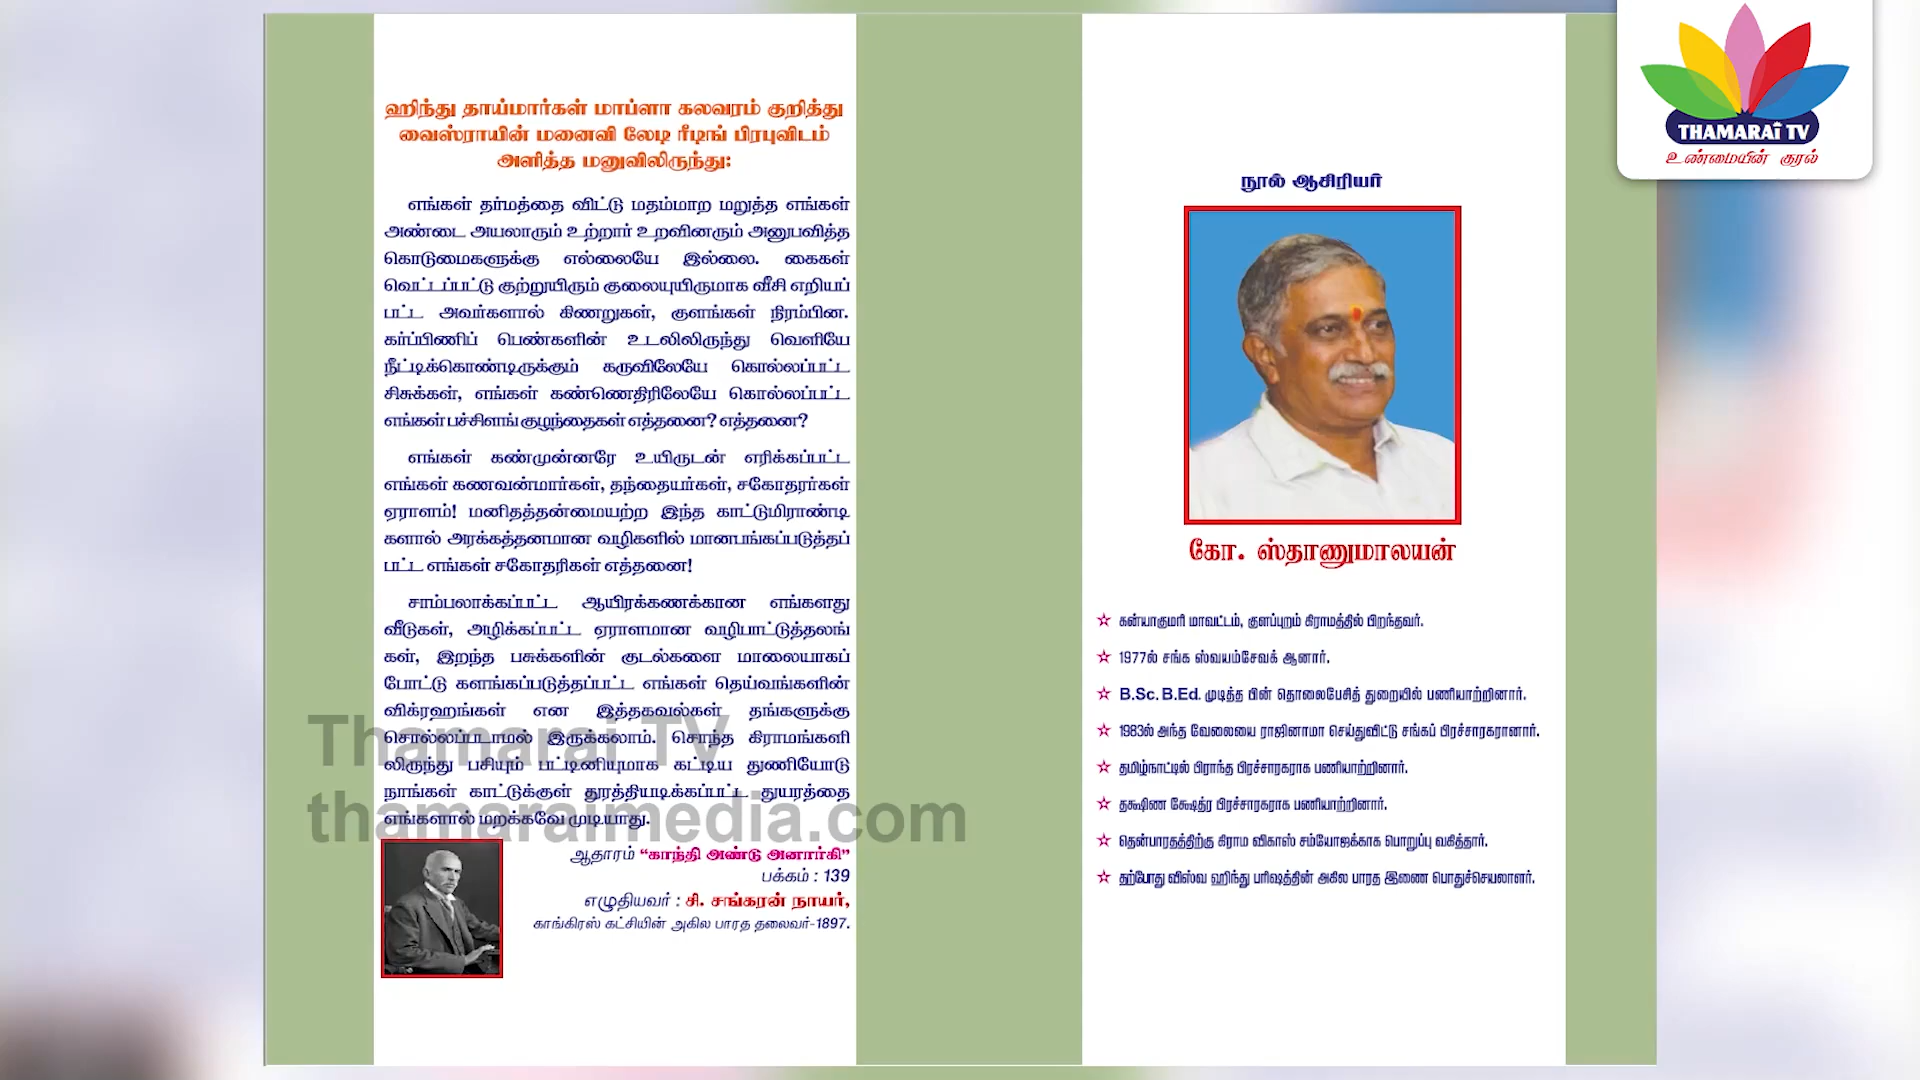 ஹிந்து தாய்மார்கள் மாப்ளா கலவரம் குறித்து
வைஸ்ராயின் மனைவி லேடி ரீடிங் பிரபுவிடம்
அளித்த மனுவிலிருந்து:
எங்கள் தர்மத்தை விட்டு மதம்மாற மறுத்த எங்கள்
அண்டை அயலாரும் உற்றார் உறவினரும் அனுபவித்த
கொடுமைகளுக்கு எல்லையே இல்லை. கைகள்
வெட்டப்பட்டு குற்றுயிரும் குலையுயிருமாக வீசி எறியப்
பட்ட அவர்களால் கிணறுகள், குளங்கள் நிரம்பின.
கர்ப்பிணிப் பெண்களின் உடலிலிருந்து வெளியே
நீட்டிக்கொண்டிருக்கும் கருவிலேயே கொல்லப்பட்ட
சிசுக்கள், எங்கள் கண்ணெதிரிலேயே கொல்லப்பட்ட
எங்கள் பச்சிளங் குழந்தைகள் எத்தனை? எத்தனை?
எங்கள் கண்முன்னரே உயிருடன் எரிக்கப்பட்ட
எங்கள் கணவன்மார்கள், தந்தையர்கள், சகோதரர்கள்
ஏராளம்! மனிதத்தன்மையற்ற இந்த காட்டுமிராண்டி
களால் அரக்கத்தனமான வழிகளில் மானபங்கப்படுத்தப்
பட்ட எங்கள் சகோதரிகள் எத்தனை!
சாம்பலாக்கப்பட்ட ஆயிரக்கணக்கான எங்களது
வீடுகள், அழிக்கப்பட்ட ஏராளமான வழிபாட்டுத்தலங்
கள், இறந்த பசுக்களின் குடல்களை மாலையாகப்
போட்டு களங்கப்படுத்தப்பட்ட எங்கள் தெய்வங்களின்
விக்ரஹங்கள் என இத்தகவல்கள் தங்களுக்கு
சொல்லப்படாமல் இருக்கலாம். சொந்த கிராமங்களி
லிருந்து பசியும் பட்டினியுமாக கட்டிய துணியோடு
நாங்கள் காட்டுக்குள் துரத்தியடிக்கப்பட்ட துயரத்தை
எங்களால் மறக்கவே முடியாது.
ஆதாரம் "காந்தி அண்டு அனார்கி"
பக்கம் : 139
எழுதியவர் : சி. சங்கரன் நாயர்,
காங்கிரஸ் கட்சியின் அகில பாரத தலைவர்-1897.
Thamarai TV
thamaraimedia.com
நூல் ஆசிரியர்
கோ. ஸ்தாணுமாலயன்
☆ கன்யாகுமரி மாவட்டம், குளப்புறம் கிராமத்தில் பிறந்தவர்.
☆ 1977ல் சங்க ஸ்வயம்சேவக் ஆனார்.
☆ B.Sc. B.Ed. முடித்த பின் தொலைபேசித் துறையில் பணியாற்றினார்.
☆ 1983ல் அந்த வேலையை ராஜினாமா செய்துவிட்டு சங்கப் பிரச்சாரகரானார்.
☆ தமிழ்நாட்டில் பிராந்த பிரச்சாரகராக பணியாற்றினார்.
☆ தக்ஷிண க்ஷேத்ர பிரச்சாரகராக பணியாற்றினார்.
☆ தென்பாரதத்திற்கு கிராம விகாஸ் சம்யோஜக்காக பொறுப்பு வகித்தார்.
☆ தற்போது விஸ்வ ஹிந்து பரிஷத்தின் அகில பாரத இணை பொதுச்செயலாளர்.
THAMARAI TV
உண்மையின் குரல்